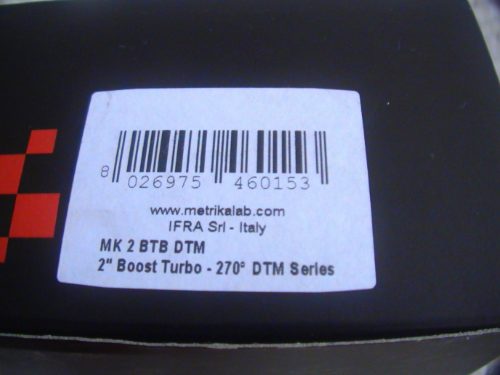 8 026975 460153
www.metrikalab.com
IFRA Srl - Italy
MK 2 BTB DTM
2" Boost Turbo - 270° DTM Series